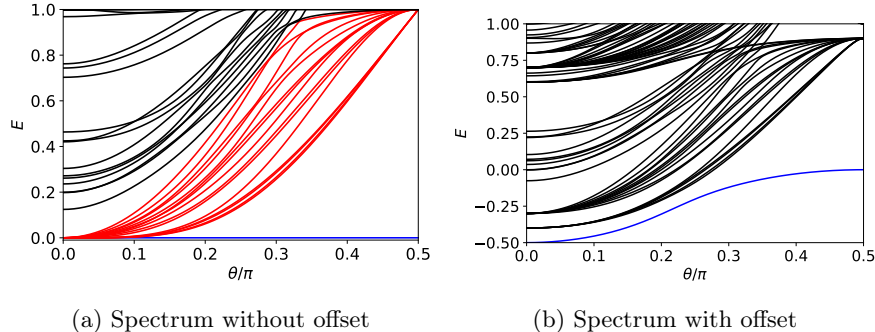 1.0
0.8
0.6
0.4
0.2
0.0
E
0.0 0.1 0.2 0.3 0.4 0.5
θ/π
(a) Spectrum without offset
1.00
0.75
0.50
0.25
0.00
−0.25
−0.50
E
0.0 0.1 0.2 0.3 0.4 0.5
θ/π
(b) Spectrum with offset